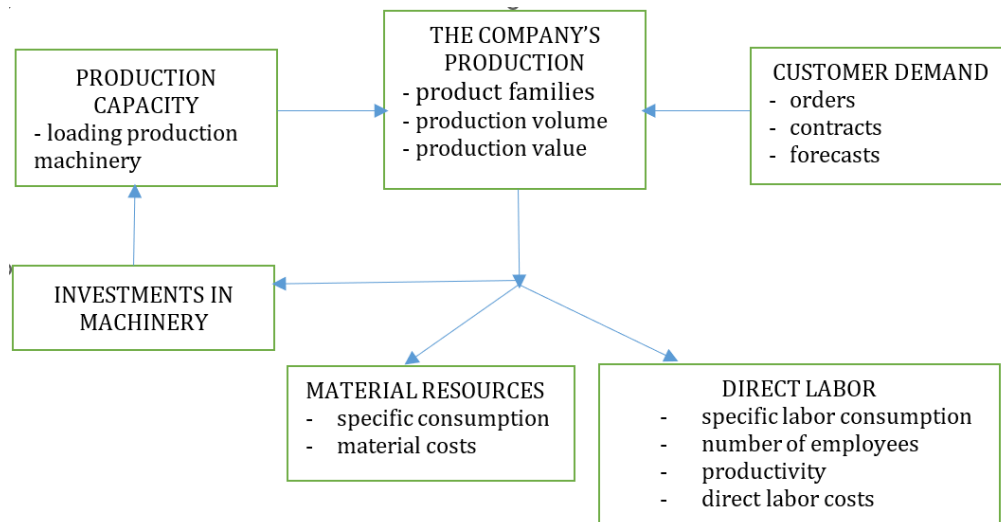 PRODUCTION
CAPACITY
- loading production
machinery
THE COMPANY'S
PRODUCTION
- product families
- production volume
- production value
CUSTOMER DEMAND
- orders
- contracts
- forecasts
INVESTMENTS IN
MACHINERY
MATERIAL RESOURCES
- specific consumption
- material costs
DIRECT LABOR
- specific labor consumption
- number of employees
- productivity
- direct labor costs